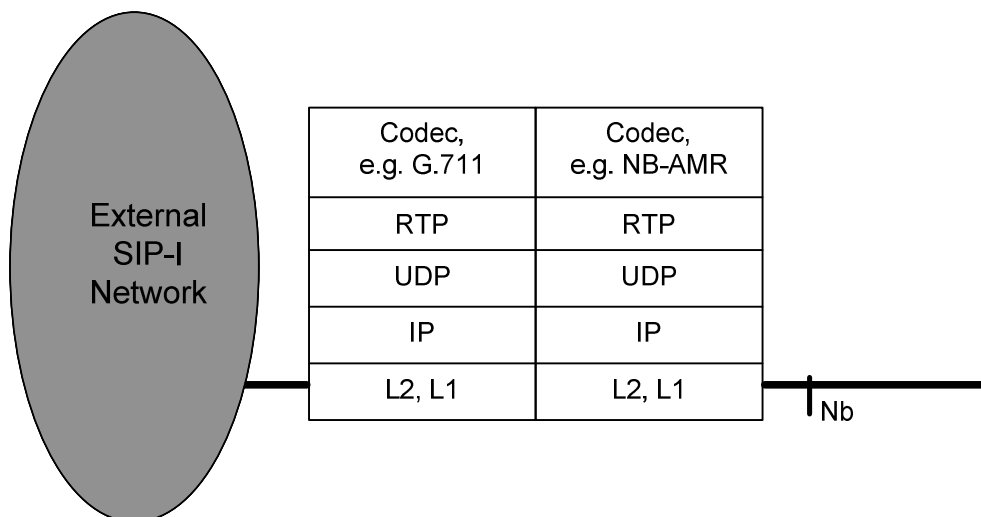 External
SIP-I
Network
Codec,
e.g. G.711
Codec,
e.g. NB-AMR
RTP
RTP
UDP
UDP
IP
IP
L2, L1
L2, L1
Nb